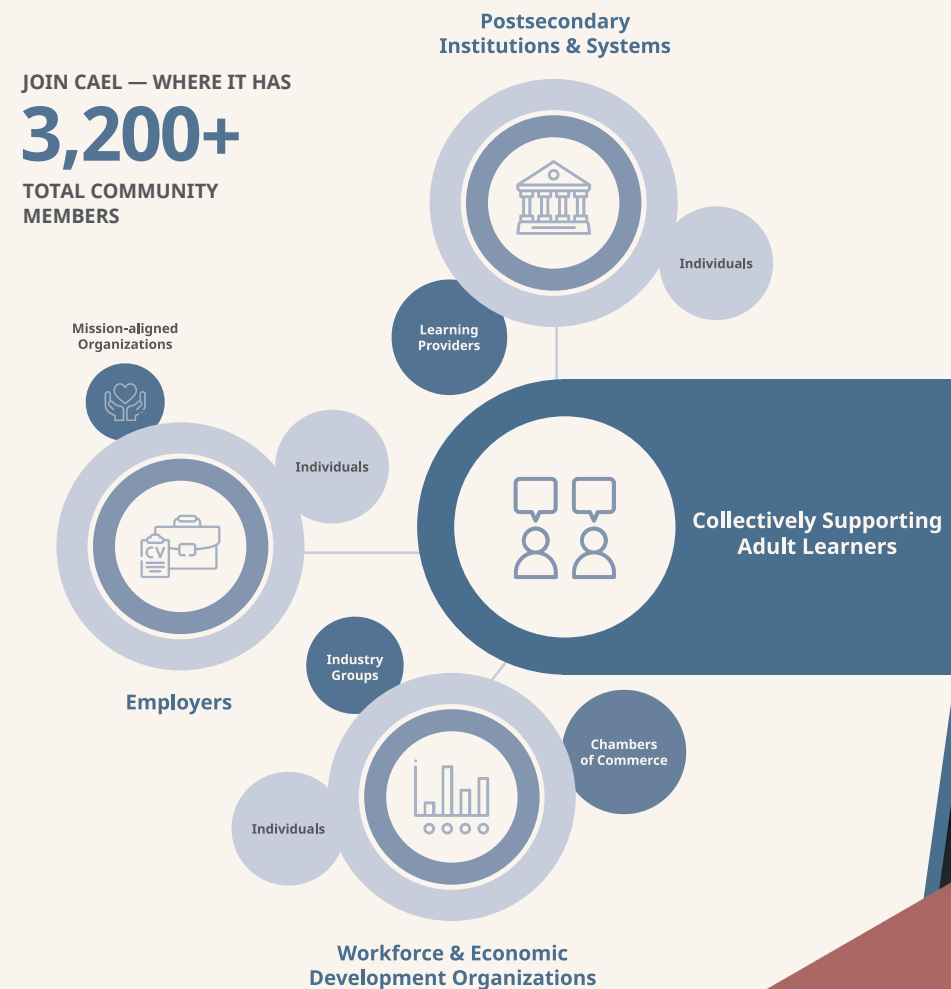 Postsecondary
Institutions & Systems
JOIN CAEL — WHERE IT HAS
3,200+
TOTAL COMMUNITY
MEMBERS
Individuals
Learning
Providers
Mission-aligned
Organizations
Individuals
CV
Collectively Supporting
Adult Learners
Industry
Groups
Employers
Chambers
of Commerce
Individuals
Workforce & Economic
Development Organizations